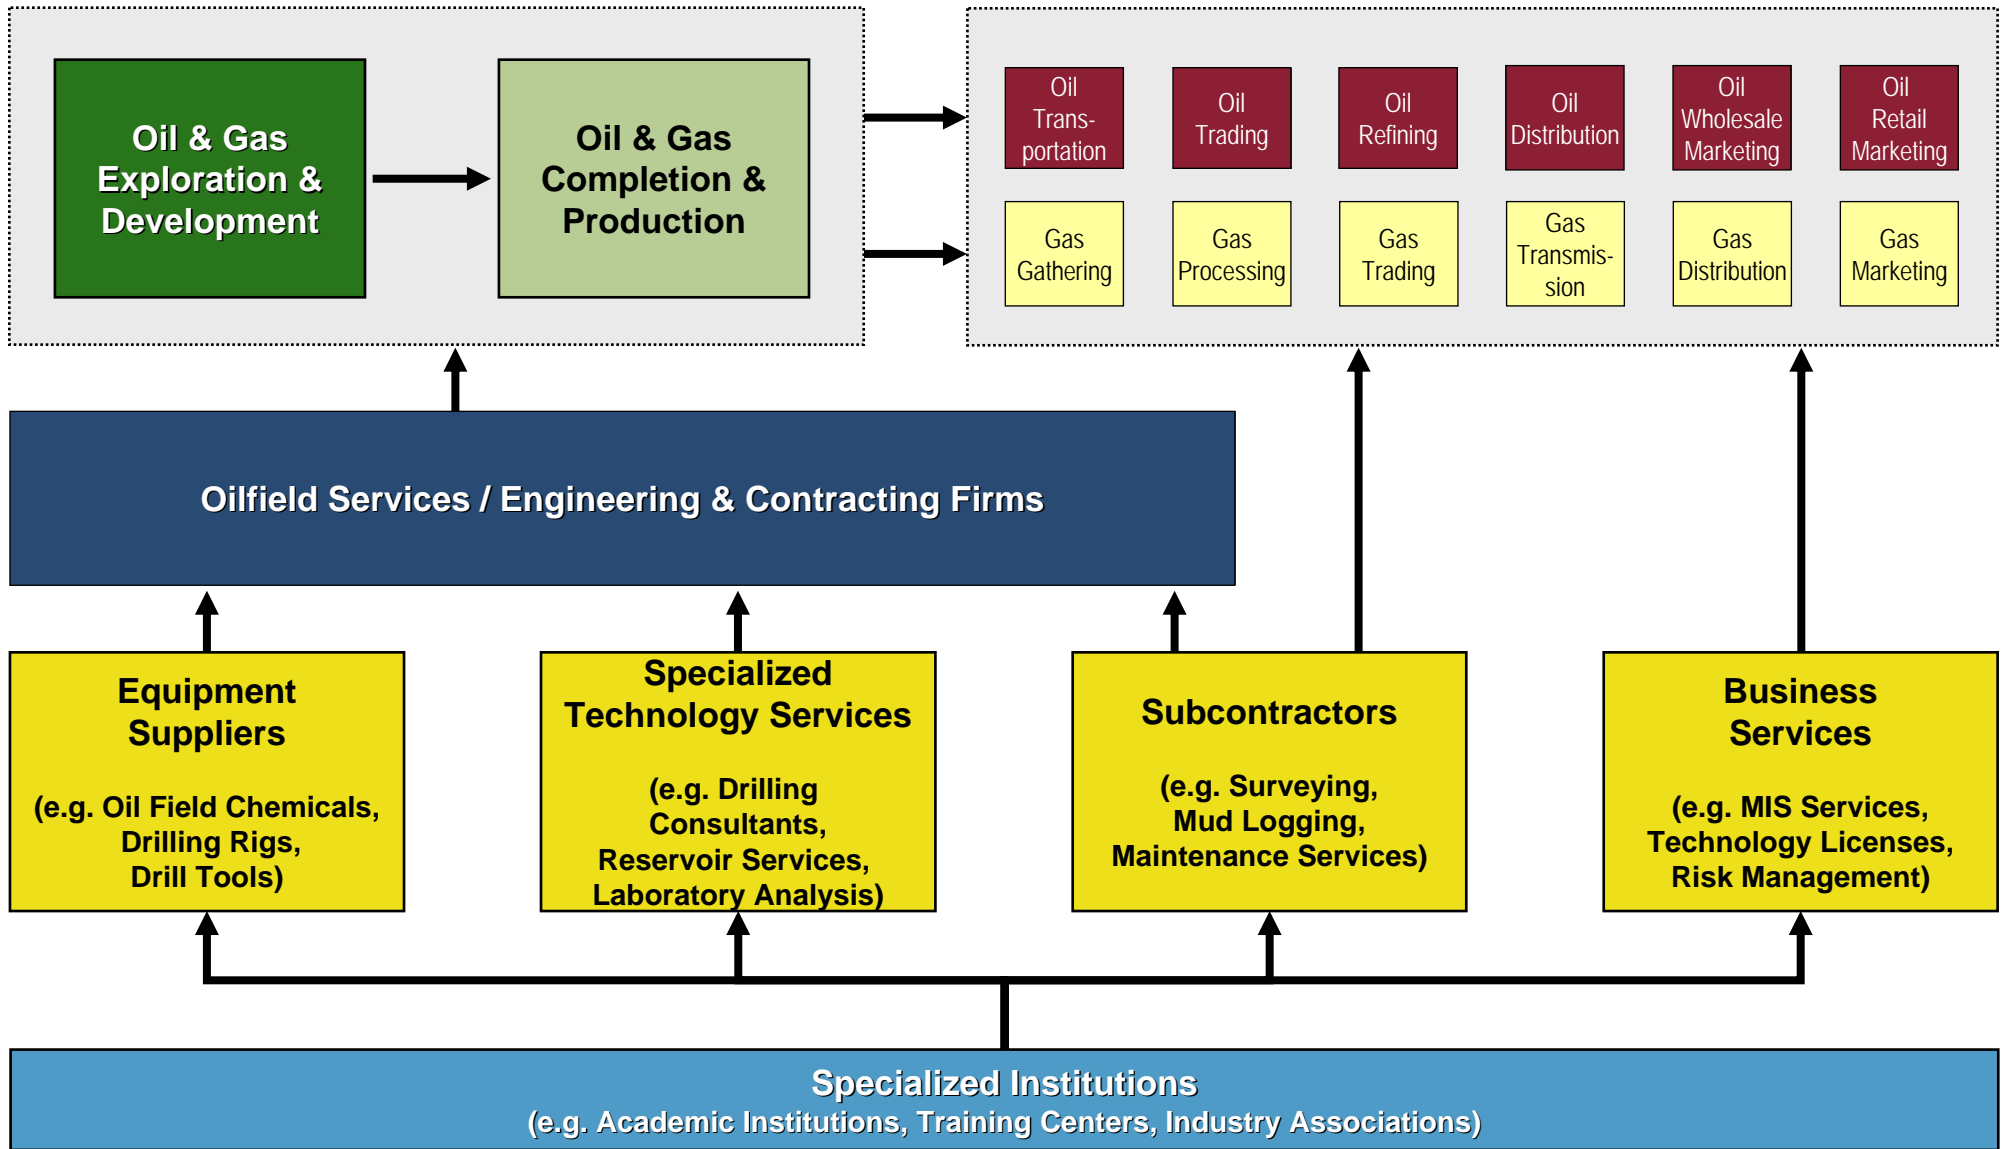 Oil & Gas
Exploration &
Development
Oil & Gas
Completion &
Production
Oil
Trans-
portation
Oil
Trading
Oil
Refining
Oil
Distribution
Oil
Wholesale
Marketing
Oil
Retail
Marketing
Gas
Gathering
Gas
Processing
Gas
Trading
Gas
Transmis-
sion
Gas
Distribution
Gas
Marketing
Oilfield Services / Engineering & Contracting Firms
Equipment
Suppliers
(e.g. Oil Field Chemicals,
Drilling Rigs,
Drill Tools)
Specialized
Technology Services
(e.g. Drilling
Consultants,
Reservoir Services,
Laboratory Analysis)
Subcontractors
(e.g. Surveying,
Mud Logging,
Maintenance Services)
Business
Services
(e.g. MIS Services,
Technology Licenses,
Risk Management)
Specialized Institutions
(e.g. Academic Institutions, Training Centers, Industry Associations)